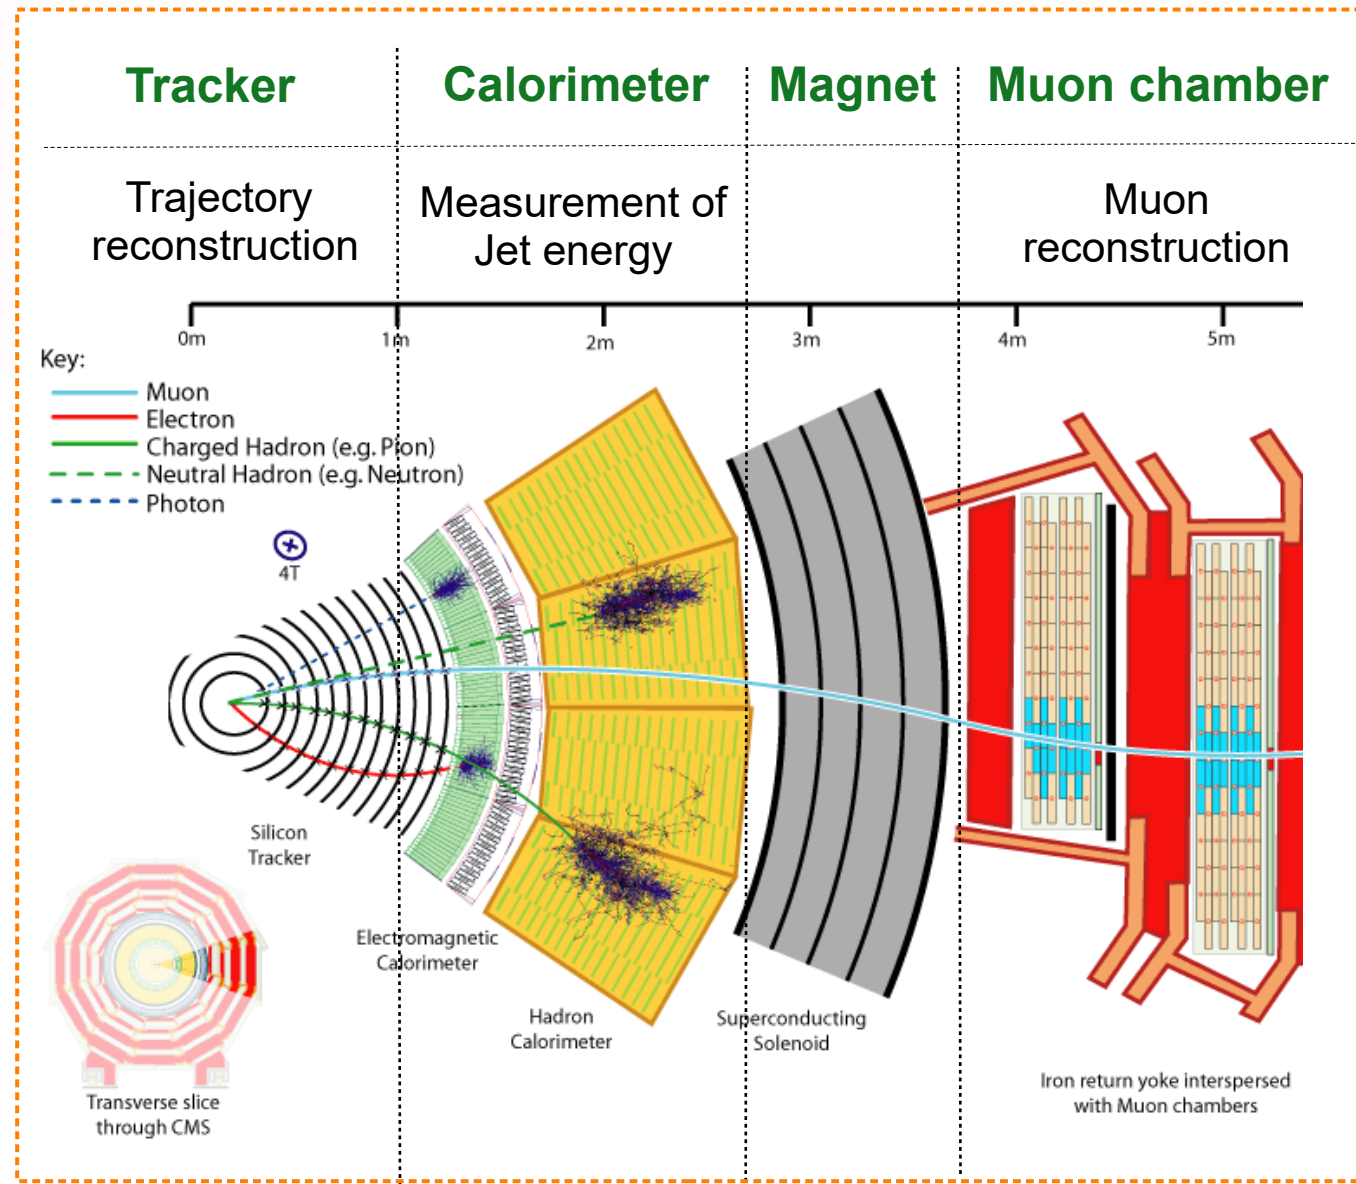 Tracker
Calorimeter
Magnet
Muon chamber
Trajectory
reconstruction
Measurement of
Jet energy
Muon
reconstruction
0m
1m
2m
3m
4m
5m
Key:
Muon
Electron
Charged Hadron (e.g. Pion)
Neutral Hadron (e.g. Neutron)
Photon
4T
Silicon
Tracker
Electromagnetic
Calorimeter
Hadron
Calorimeter
Superconducting
Solenoid
Iron return yoke interspersed
with Muon chambers
Transverse slice
through CMS